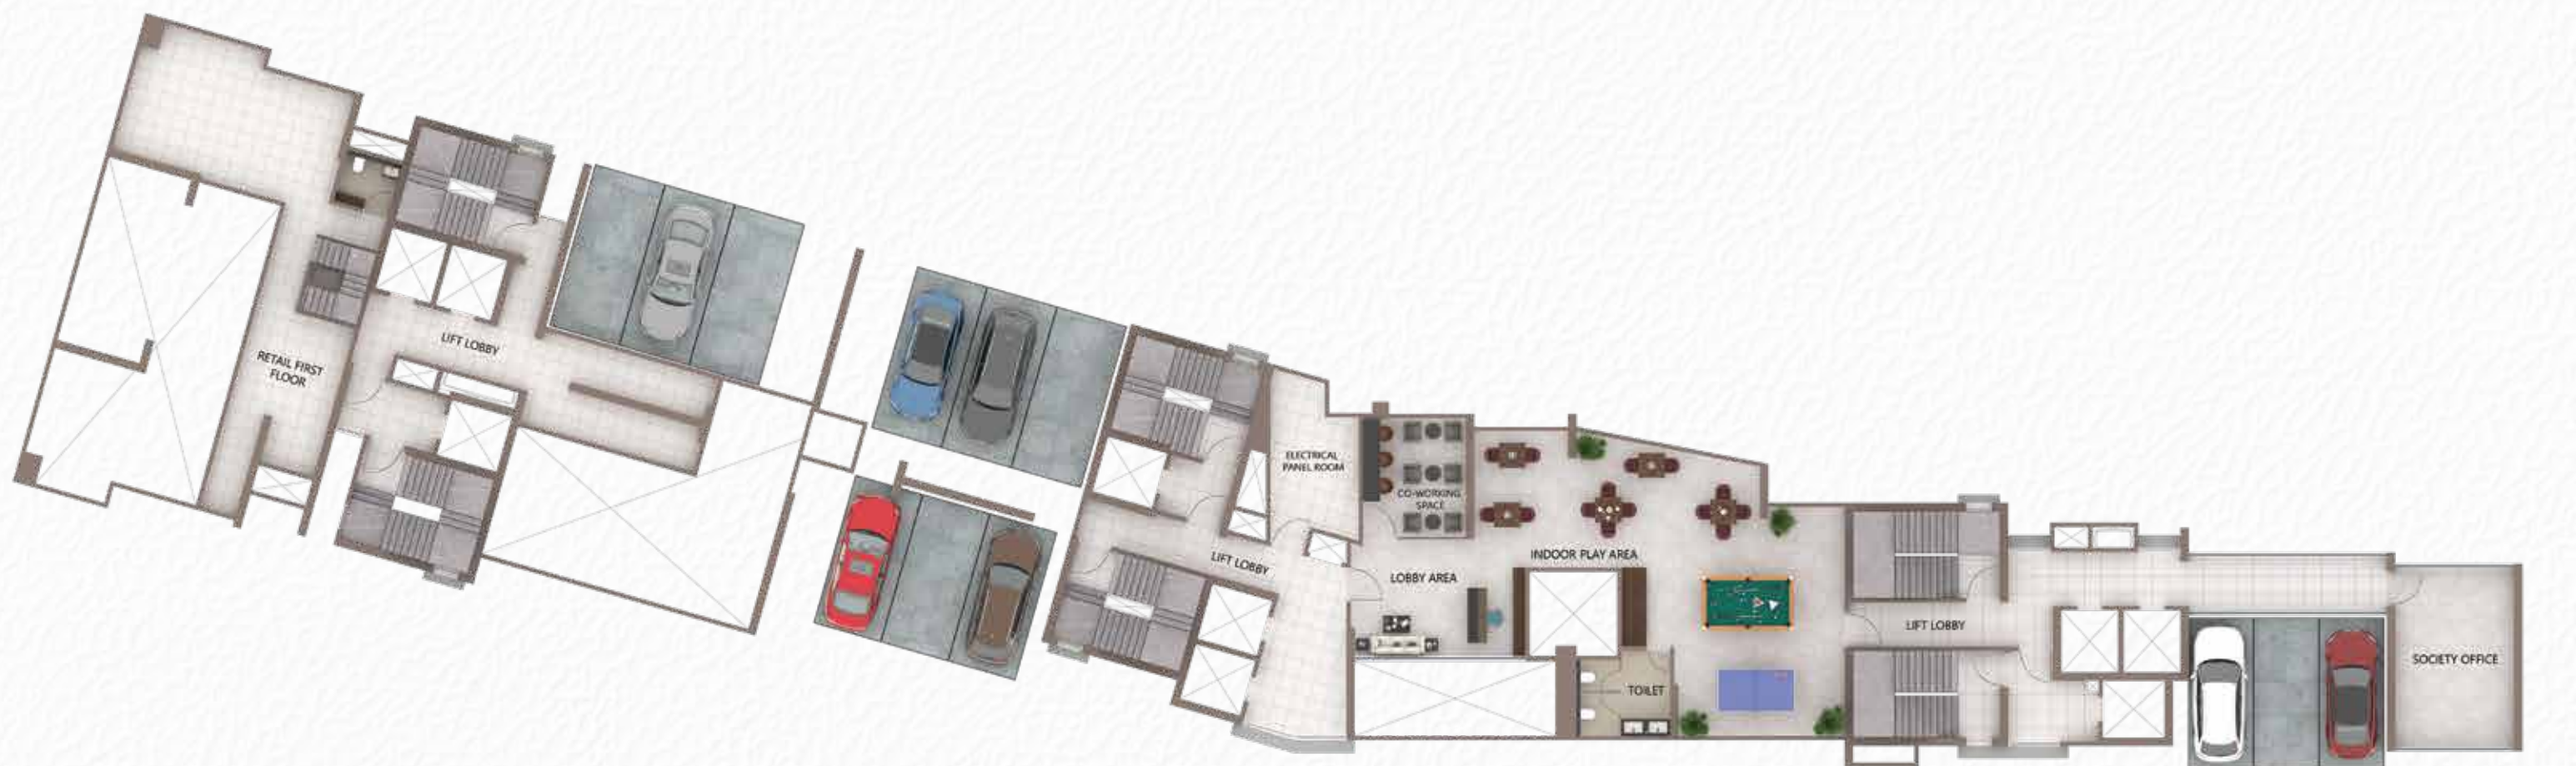 LIFT LOBBY
RETAIL FIRST
FLOOR
ELECTRICAL
PANEL ROOM
CO-WORKING
SPACE
LIFT LOBBY
INDOOR PLAY AREA
LOBBY AREA
LIFT LOBBY
TOILET
SOCIETY OFFICE